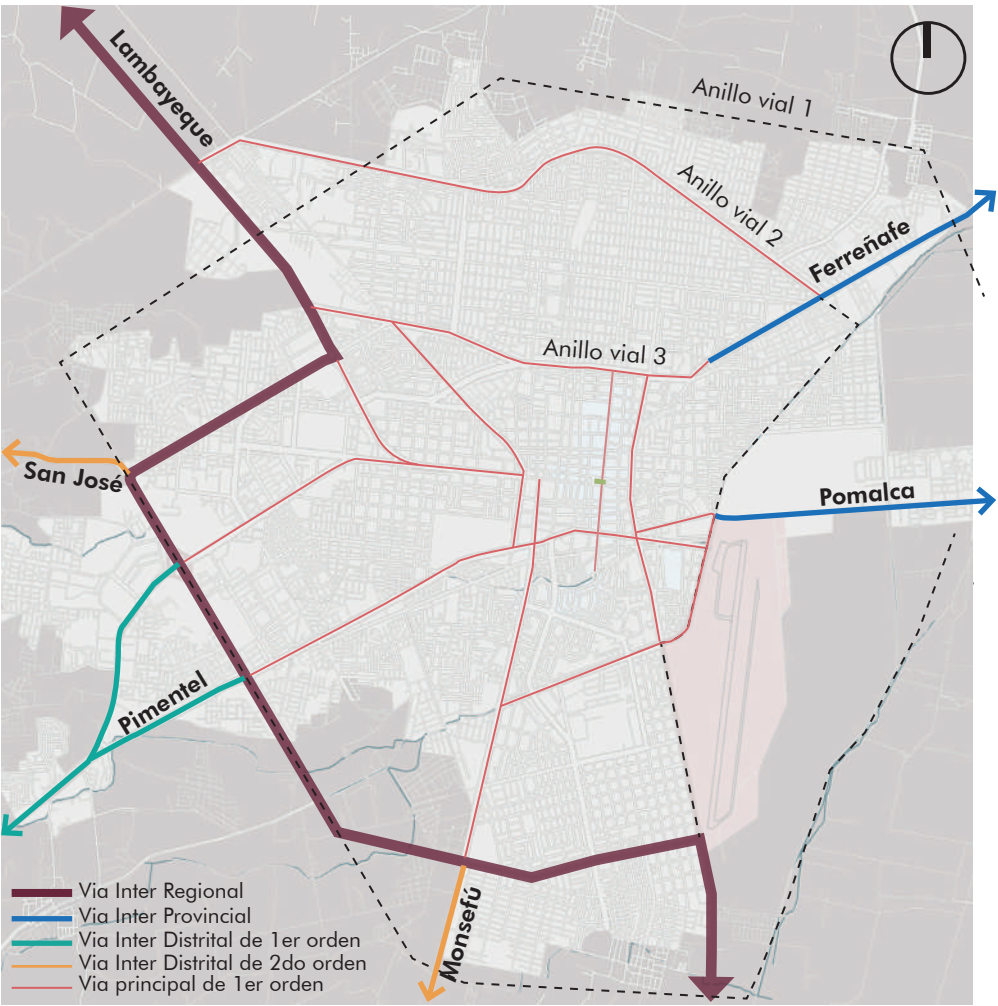 Lambayeque
Anillo vial 1
Anillo vial 2
Ferreñafe
Anillo vial 3
San José
Pomalca
Pimentel
Monsefú
Via Inter Regional
Via Inter Provincial
Via Inter Distrital de 1er orden
Via Inter Distrital de 2do orden
Via principal de 1er orden